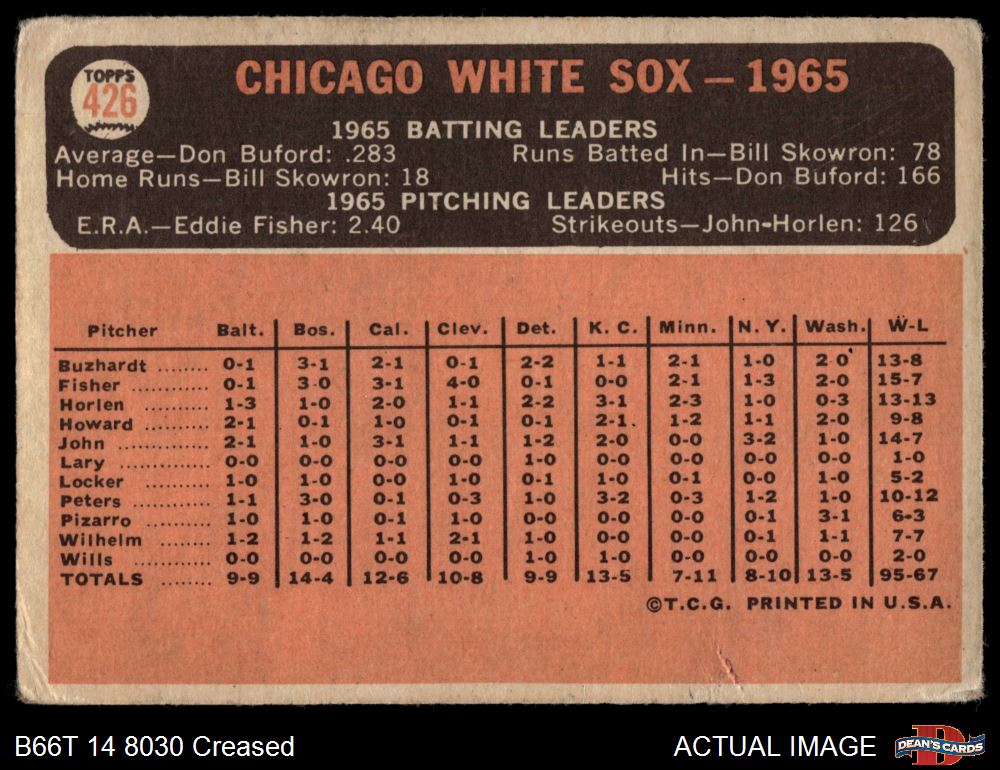 TOPPS
426
CHICAGO WHITE SOX — 1965
1965 BATTING LEADERS
Average—Don Buford: .283 Runs Batted In—Bill Skowron: 78
Home Runs—Bill Skowron: 18 Hits—Don Buford: 166
1965 PITCHING LEADERS
E.R.A.—Eddie Fisher: 2.40 Strikeouts—John-Horlen: 126
Pitcher Balt. Bos. Cal. Clev. Det. K. C. Minn. N. Y. Wash. W-L
Buzhardt ........ 0-1 3-1 2-1 0-1 2-2 1-1 2-1 1-0 2 0 13-8
Fisher ............ 0-1 3 0 3-1 4-0 0-1 0-0 2-1 1-3 2-0 15-7
Horlen .......... 1-3 1-0 2-0 1-1 2-2 3-1 2-3 1-0 0-3 13-13
Howard .......... 2-1 0-1 1-0 0-1 0-1 2-1. 1-2 1-1 2-0 9-8
John .............. 2-1 1-0 3-1 1-1 1-2 2-0 0-0 3-2 1-0 14-7
Lary .............. 0-0 0-0 0-0 0-0 1-0 0-0 0-0 0-0 0-0 1-0
Locker .......... 1-0 1-0 0-0 1-0 0-1 1-0 0-1 0-0 1-0 5-2
Peters .......... 1-1 3-0 0-1 0-3 1-0 3-2 0-3 1-2 1-0 10-12
Pizarro .......... 1-0 1-0 0-1 1-0 0-0 0-0 0-0 0-1 3-1 6-3
Wilhelm ........ 1-2 1-2 1-1 2-1 1-0 0-0 0-0 0-1 1-1 7-7
Wills .............. 0-0 0-0 0-0 0-0 1-0 1-0 0-0 0-0 0-0 2-0
TOTALS ........ 9-9 14-4 12-6 10-8 9-9 13-5 7-11 8-10 13-5 95-67
©T.C.G. PRINTED IN U.S.A.
B66T 14 8030 Creased ACTUAL IMAGE
D
DEAN'S CARDS